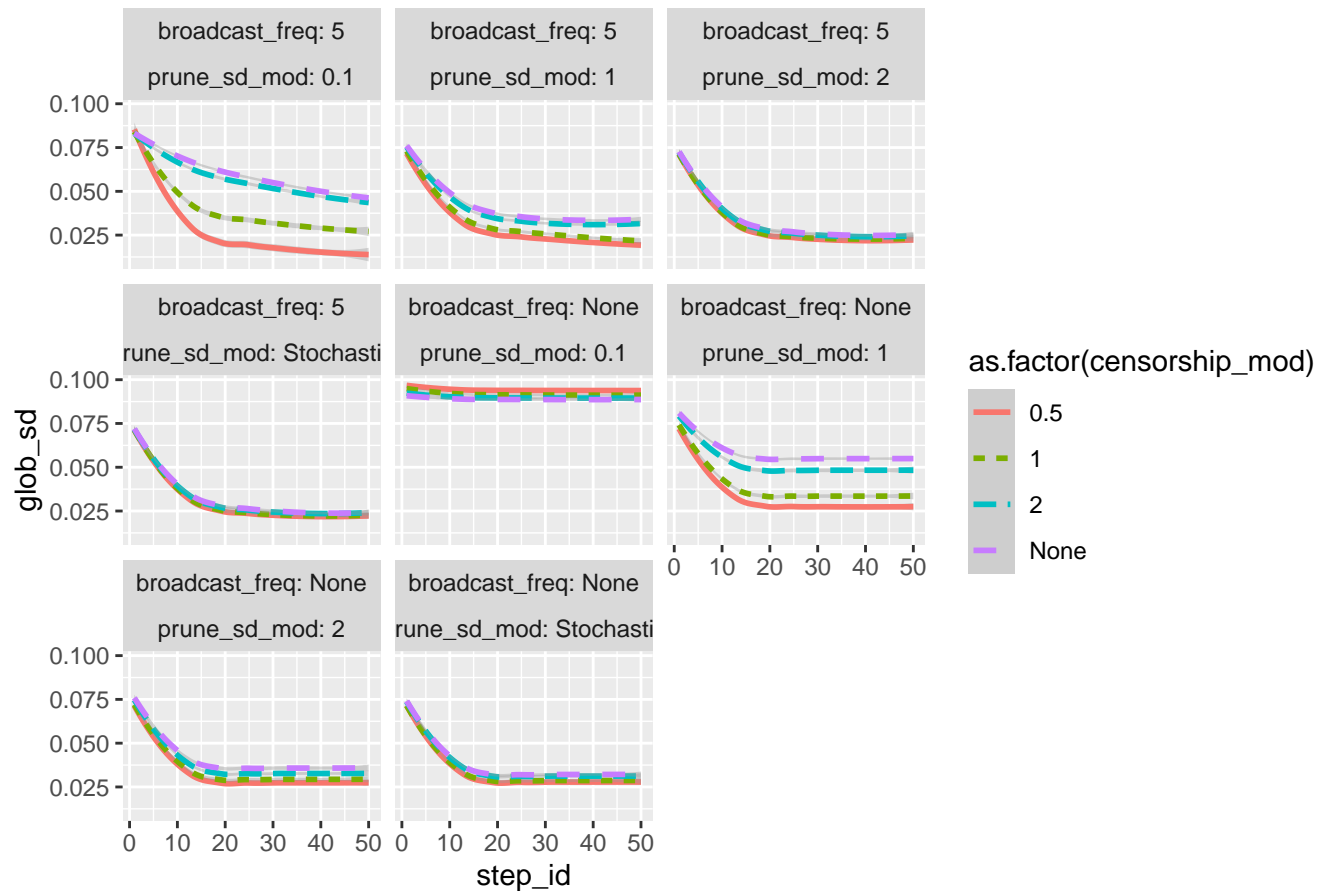 broadcast_freq: 5
prune_sd_mod: 0.1
broadcast_freq: 5
prune_sd_mod: 1
broadcast_freq: 5
prune_sd_mod: 2
0.100
0.075
0.050
0.025
broadcast_freq: 5
rune_sd_mod: Stochasti
broadcast_freq: None
prune_sd_mod: 0.1
broadcast_freq: None
prune_sd_mod: 1
0.100
0.075
0.050
0.025
0 10 20 30 40 50
broadcast_freq: None
prune_sd_mod: 2
broadcast_freq: None
rune_sd_mod: Stochasti
0.100
0.075
0.050
0.025
0 10 20 30 40 50
0 10 20 30 40 50
step_id
glob_sd
as.factor(censorship_mod)
0.5
1
2
None